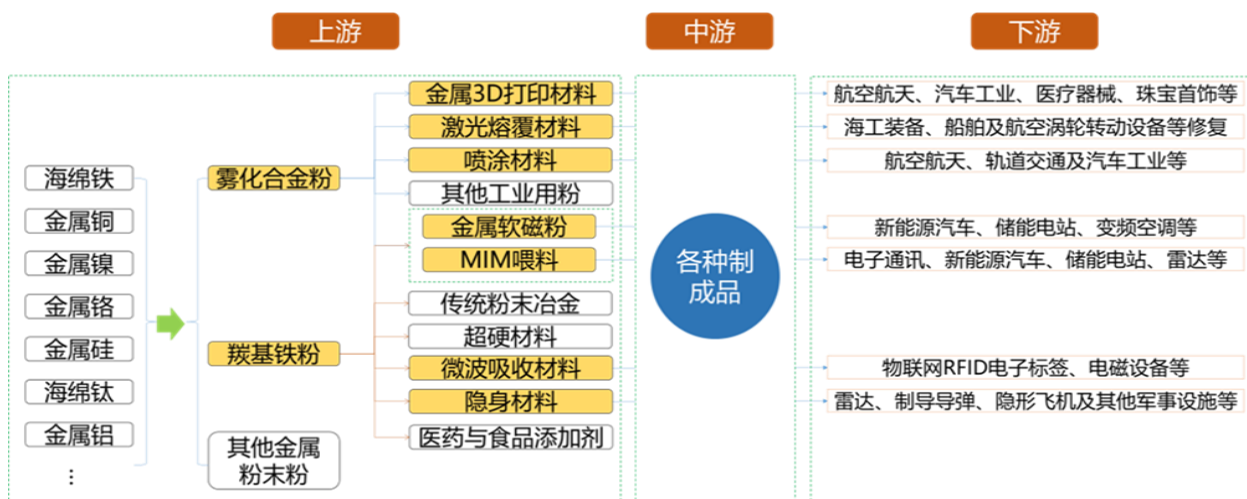 上游
中游
下游
海绵铁
金属铜
金属镍
金属铬
金属硅
海绵钛
金属铝
⋮
雾化合金粉
羰基铁粉
其他金属
粉末粉
金属3D打印材料
激光熔覆材料
喷涂材料
其他工业用粉
金属软磁粉
MIM喂料
传统粉末冶金
超硬材料
微波吸收材料
隐身材料
医药与食品添加剂
各种制
成品
航空航天、汽车工业、医疗器械、珠宝首饰等
海工装备、船舶及航空涡轮转动设备等修复
航空航天、轨道交通及汽车工业等
新能源汽车、储能电站、变频空调等
电子通讯、新能源汽车、储能电站、雷达等
物联网RFID电子标签、电磁设备等
雷达、制导导弹、隐形飞机及其他军事设施等